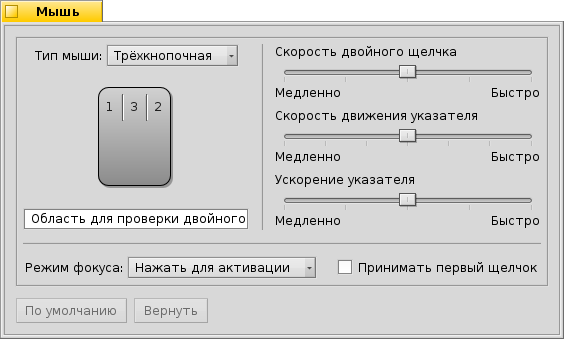 Мышь
Тип мыши: Трёхкнопочная
1 3 2
Область для проверки двойного
Скорость двойного щелчка
Медленно Быстро
Скорость движения указателя
Медленно Быстро
Ускорение указателя
Медленно Быстро
Режим фокуса: Нажать для активации Принимать первый щелчок
По умолчанию Вернуть